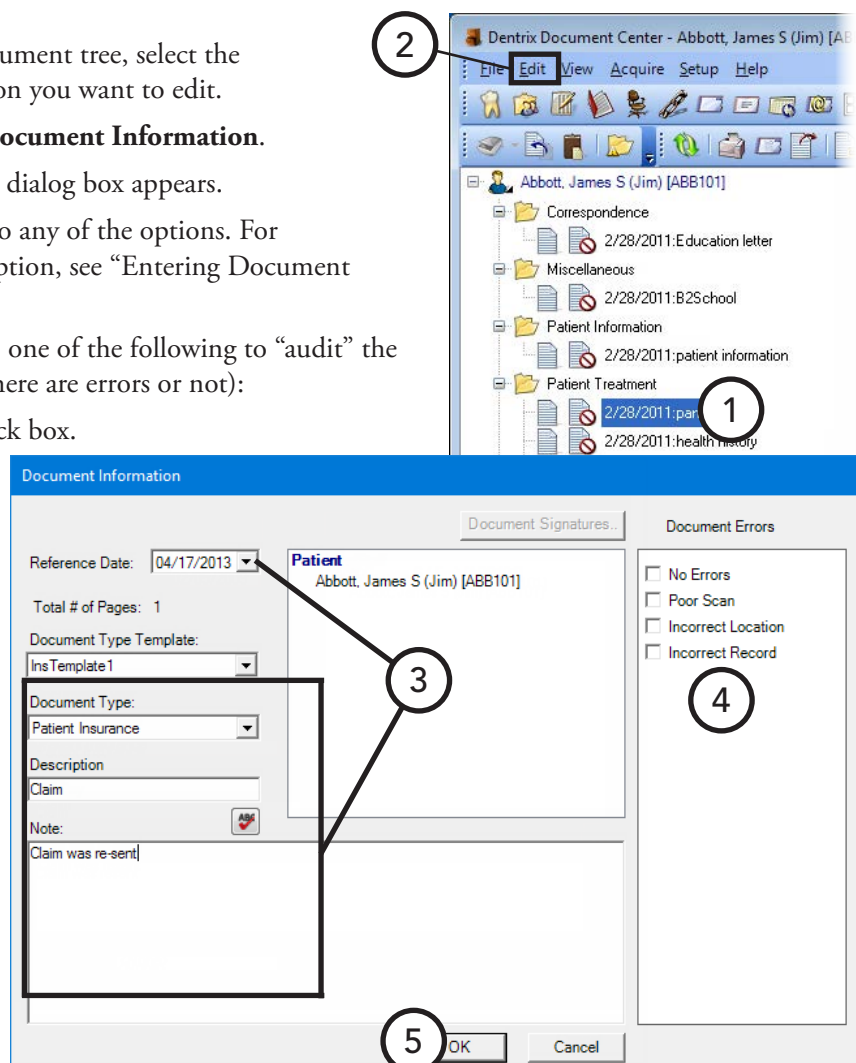 cument tree, select the
on you want to edit.
ocument Information.
dialog box appears.
o any of the options. For
ption, see “Entering Document
one of the following to “audit” the
here are errors or not):
ck box.
2
Dentrix Document Center - Abbott, James S (Jim) [AB
File Edit View Acquire Setup Help
Abbott, James S (Jim) [ABB101]
Correspondence
2/28/2011:Education letter
Miscellaneous
2/28/2011:B2School
Patient Information
2/28/2011:patient information
Patient Treatment
2/28/2011:par
1
2/28/2011:health history
Document Information
Document Signatures..
Document Errors
Reference Date: 04/17/2013
Patient
Abbott, James S (Jim) [ABB101]
No Errors
Poor Scan
Incorrect Location
Incorrect Record
Total # of Pages: 1
Document Type Template:
InsTemplate1
3
4
Document Type:
Patient Insurance
Description
Claim
Note:
ABC
Claim was re-sent
5
OK
Cancel